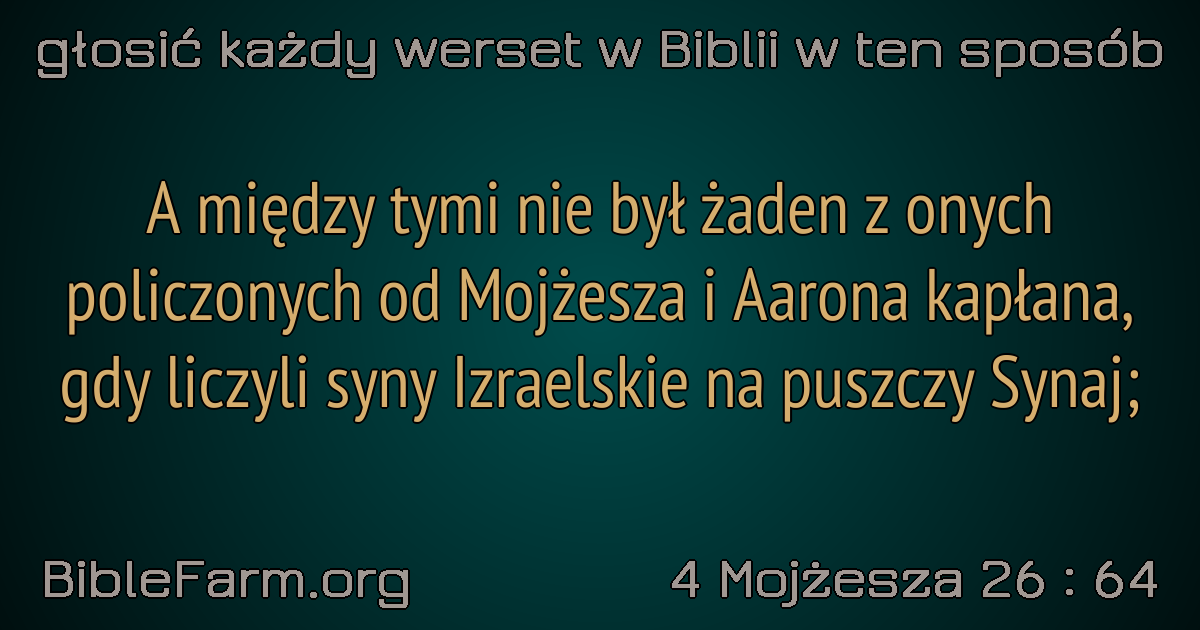 głosić każdy werset w Biblii w ten sposób
A między tymi nie był żaden z onych
policzonych od Mojżesza i Aarona kapłana,
gdy liczyli syny Izraelskie na puszczy Synaj;
BibleFarm.org
4 Mojżesza 26 : 64